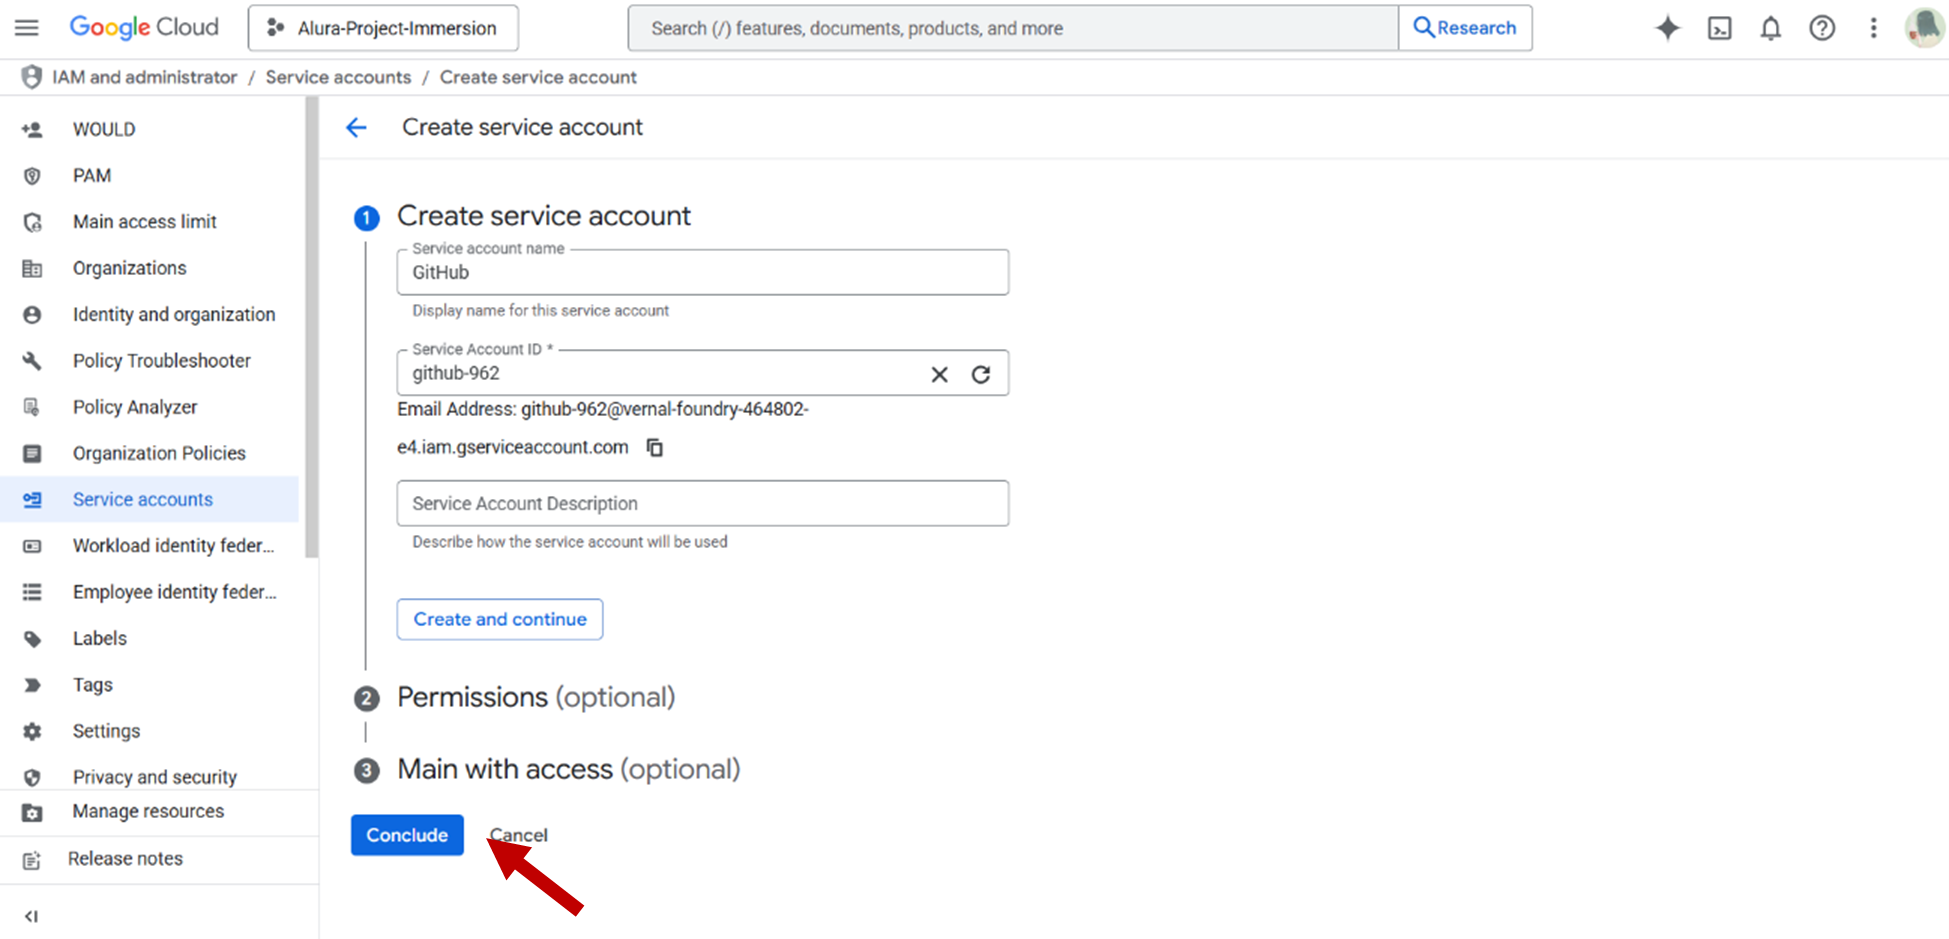 Google Cloud
Alura-Project-Immersion
Search (/) features, documents, products, and more
Research
IAM and administrator / Service accounts / Create service account
WOULD
PAM
Main access limit
Organizations
Identity and organization
Policy Troubleshooter
Policy Analyzer
Organization Policies
Service accounts
Workload identity feder...
Employee identity feder...
Labels
Tags
Settings
Privacy and security
Manage resources
Release notes
Create service account
1 Create service account
Service account name
GitHub
Display name for this service account
Service Account ID *
github-962
Email Address: github-962@vernal-foundry-464802-
e4.iam.gserviceaccount.com
Service Account Description
Describe how the service account will be used
Create and continue
2 Permissions (optional)
3 Main with access (optional)
Conclude
Cancel